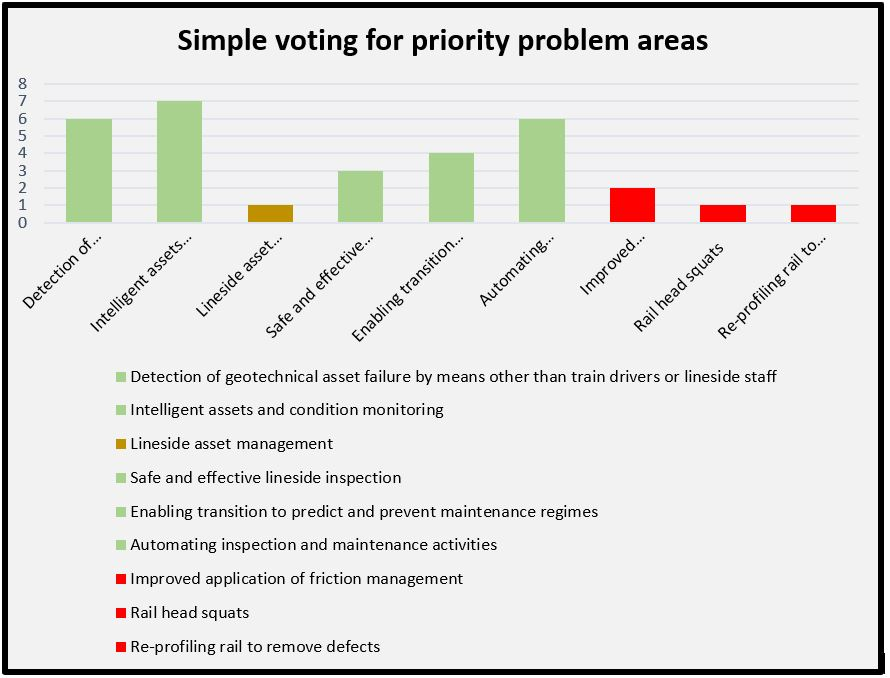 Simple voting for priority problem areas
8
7
6
5
4
3
2
1
0
Detection of...
Intelligent assets...
Lineside asset...
Safe and effective...
Enabling transition...
Automating...
Improved...
Rail head squats
Re-profiling rail to...
Detection of geotechnical asset failure by means other than train drivers or lineside staff
Intelligent assets and condition monitoring
Lineside asset management
Safe and effective lineside inspection
Enabling transition to predict and prevent maintenance regimes
Automating inspection and maintenance activities
Improved application of friction management
Rail head squats
Re-profiling rail to remove defects